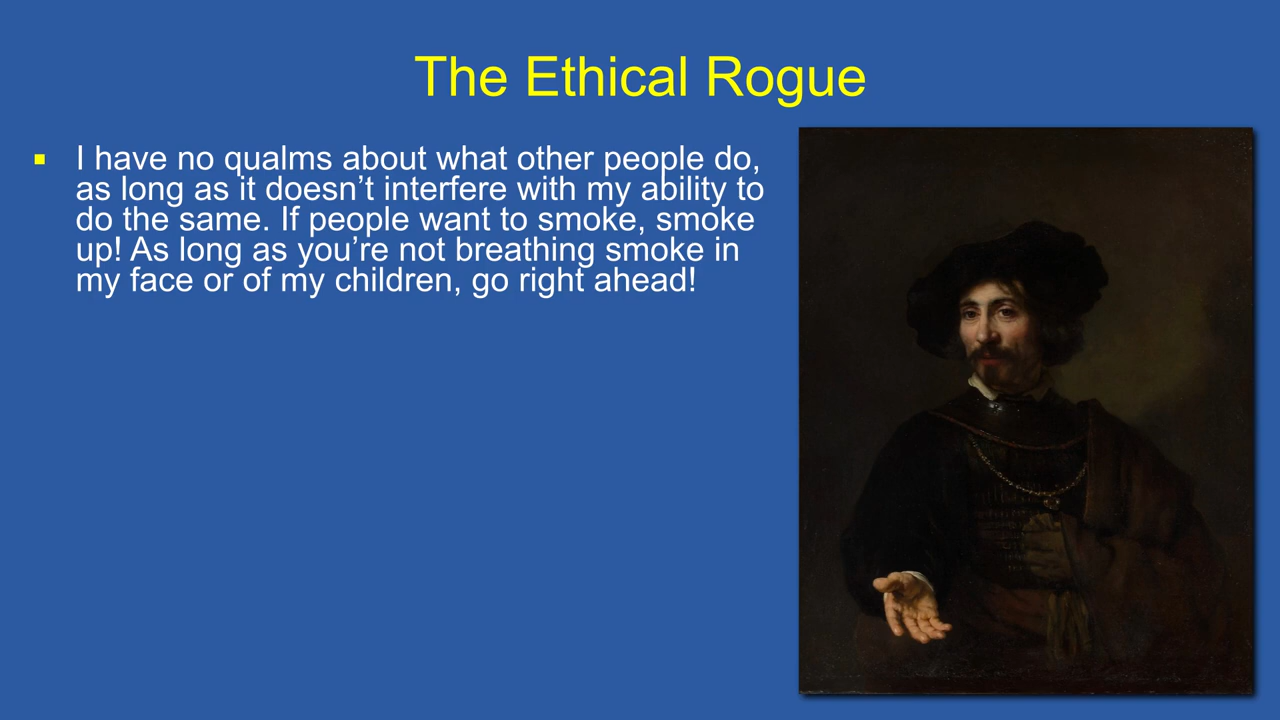 The Ethical Rogue
I have no qualms about what other people do,
as long as it doesn’t interfere with my ability to
do the same. If people want to smoke, smoke
up! As long as you’re not breathing smoke in
my face or of my children, go right ahead!